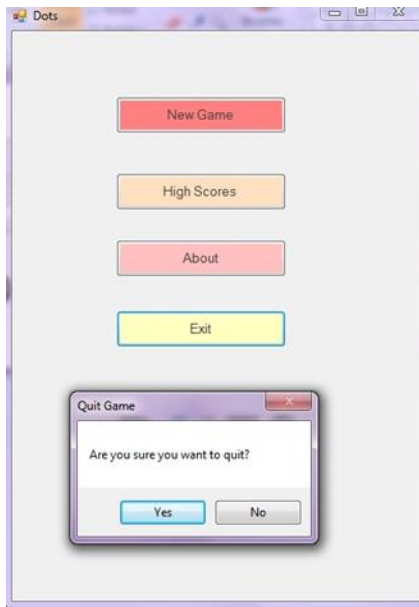 Dots
New Game
High Scores
About
Exit
Quit Game
Are you sure you want to quit?
Yes
No